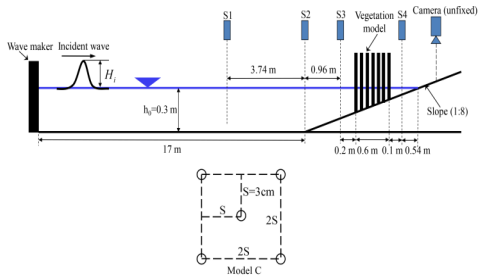 Camera (unfixed)
Vegetation
model
S1
S2
S3
S4
Wave maker
Incident wave
H_i
3.74 m
0.96 m
h₀=0.3 m
Slope (1:8)
0.2 m
0.6 m
0.1 m
0.54 m
17 m
S=3cm
S
2S
2S
Model C